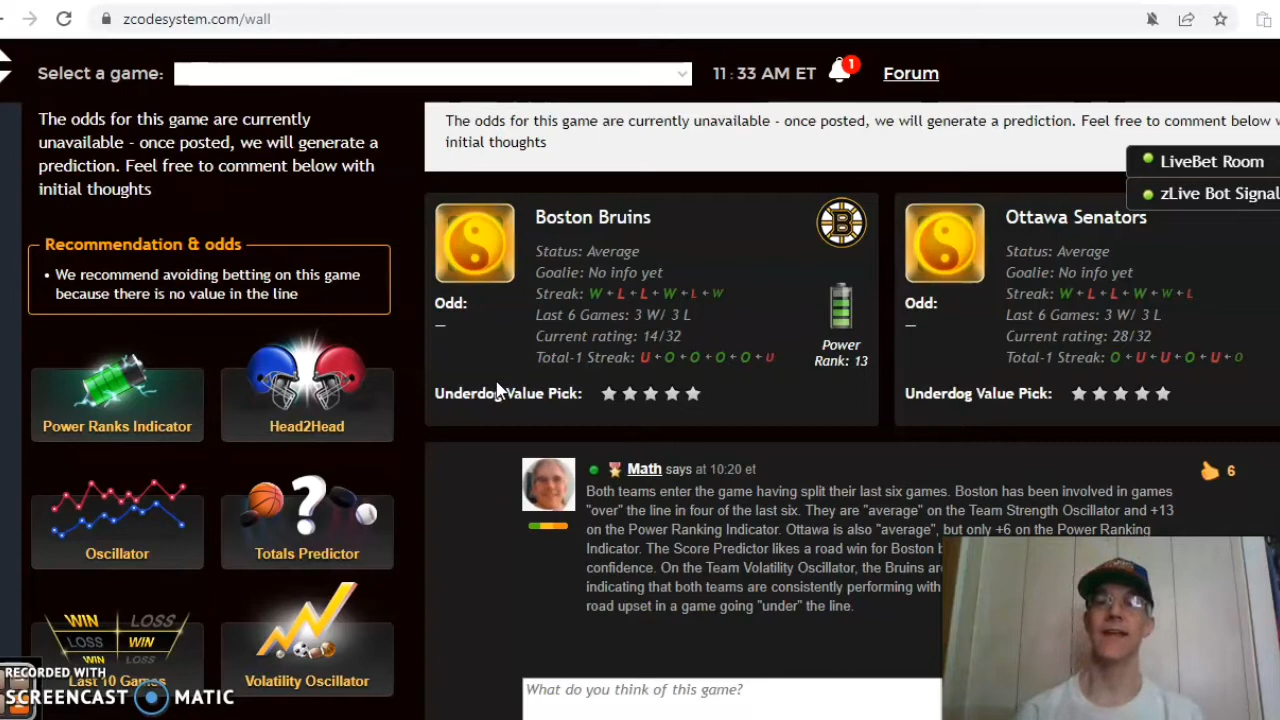 zcodesystem.com/wall
Select a game:
11:33 AM ET
1
Forum
The odds for this game are currently
unavailable - once posted, we will generate a
prediction. Feel free to comment below with
initial thoughts
Recommendation & odds
• We recommend avoiding betting on this game
because there is no value in the line
Power Ranks Indicator
Head2Head
Oscillator
Totals Predictor
WIN LOSS
LOSS WIN
WIN LOSS
Last 10 Games
Volatility Oscillator
The odds for this game are currently unavailable - once posted, we will generate a prediction. Feel free to comment below w
initial thoughts
LiveBet Room
zLive Bot Signal
Boston Bruins
B
Status: Average
Goalie: No info yet
Odd:
Streak: W - L - L - W - L - W
—
Last 6 Games: 3 W/ 3 L
Current rating: 14/32
Power
Rank: 13
Total-1 Streak: U - O - O - O - O - U
Underdog Value Pick:
Ottawa Senators
Status: Average
Goalie: No info yet
Odd:
Streak: W - L - L - W - W - L
—
Last 6 Games: 3 W/ 3 L
Current rating: 28/32
Total-1 Streak: O - U - U - O - U - O
Underdog Value Pick:
Math says at 10:20 et
6
Both teams enter the game having split their last six games. Boston has been involved in games
"over" the line in four of the last six. They are "average" on the Team Strength Oscillator and +13
on the Power Ranking Indicator. Ottawa is also "average", but only +6 on the Power Ranking
Indicator. The Score Predictor likes a road win for Boston b
confidence. On the Team Volatility Oscillator, the Bruins are
indicating that both teams are consistently performing with
road upset in a game going "under" the line.
What do you think of this game?
RECORDED WITH
SCREENCAST MATIC